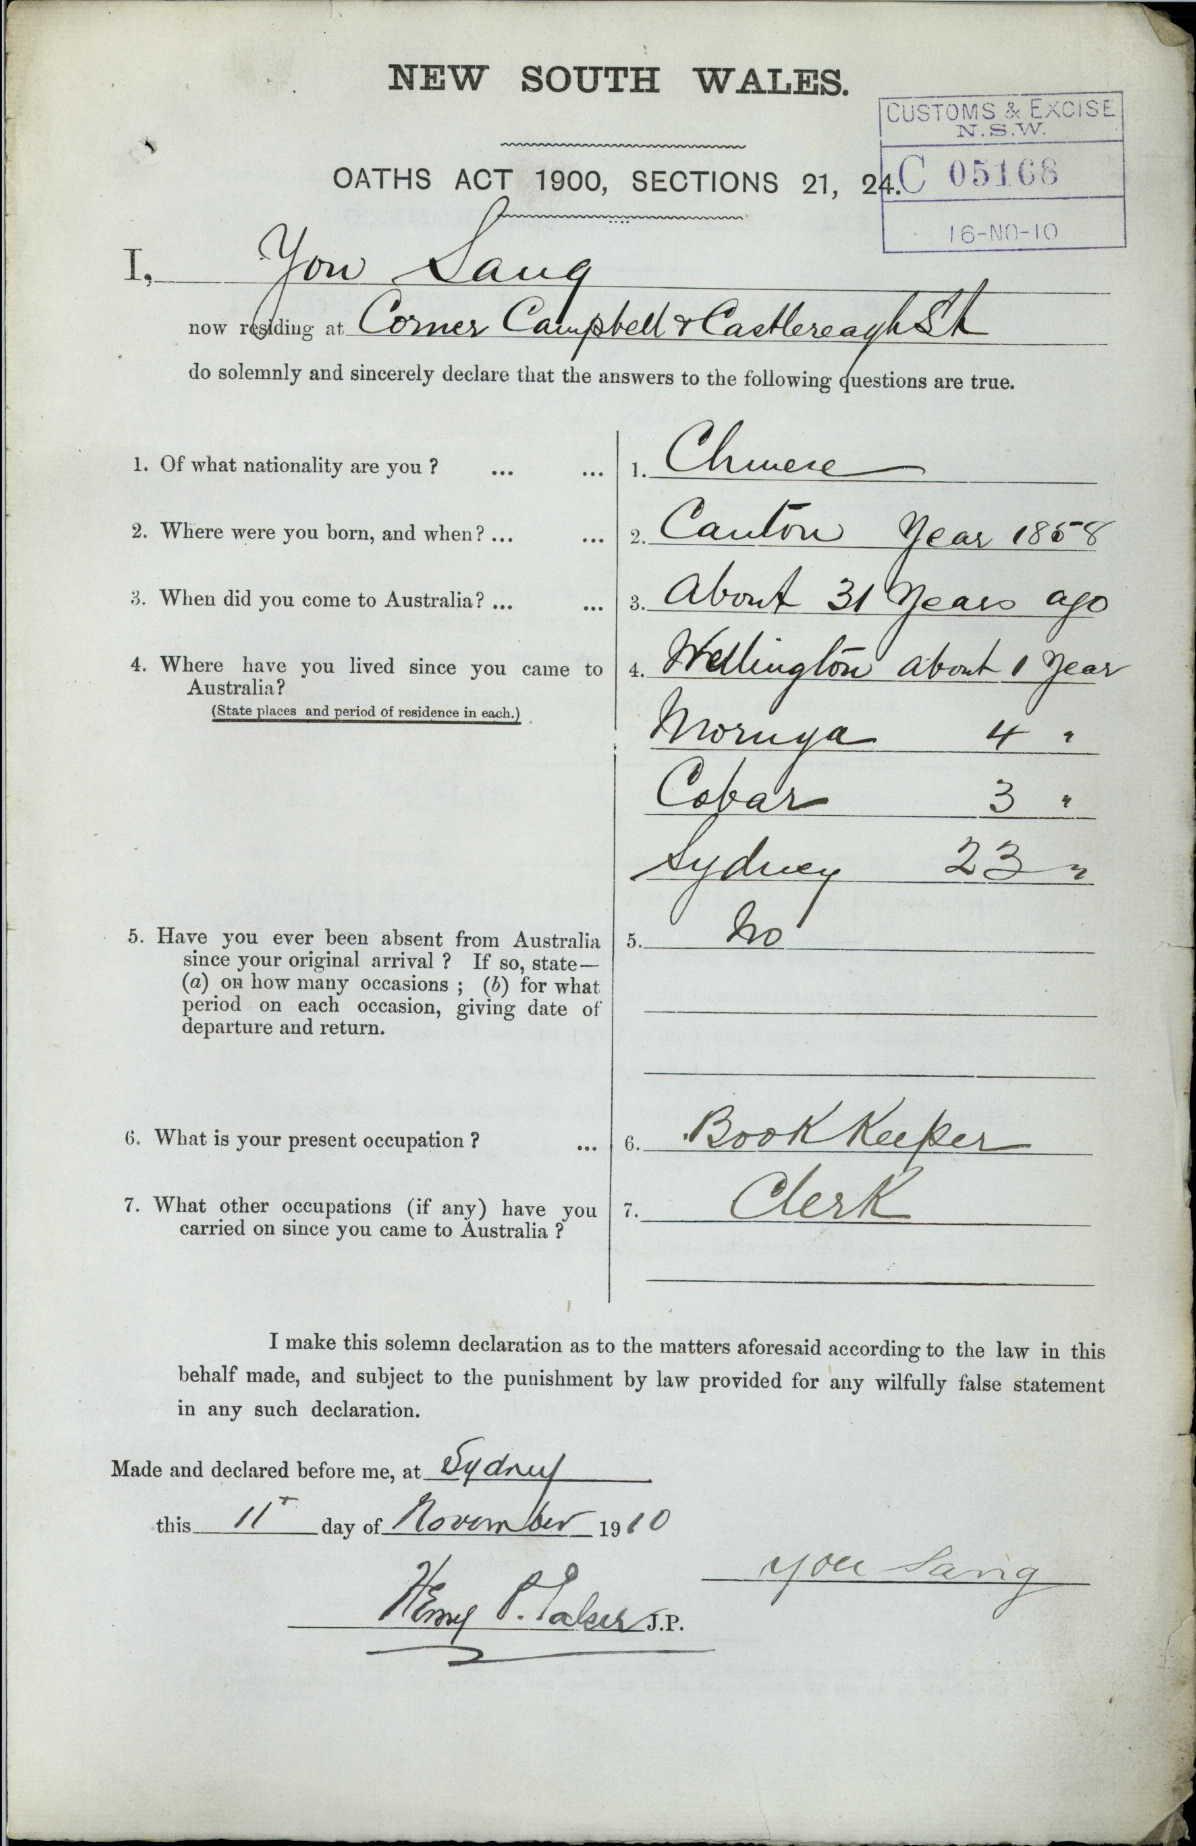 NEW SOUTH WALES.
CUSTOMS & EXCISE
N.S.W.
C 05168
16-NO-10
OATHS ACT 1900, SECTIONS 21, 24.
I, You Sang
now residing at Corner Campbell & Castlereagh St
do solemnly and sincerely declare that the answers to the following questions are true.
1. Of what nationality are you? ... ... 1. Chinese
2. Where were you born, and when? ... ... 2. Canton Year 1858
3. When did you come to Australia? ... ... 3. About 31 Years ago
4. Where have you lived since you came to 4. Wellington about 1 Year
Australia?
(State places and period of residence in each.)
Moruya 4 "
Cobar 3 "
Sydney 23 "
5. Have you ever been absent from Australia 5. No
since your original arrival? If so, state—
(a) on how many occasions; (b) for what
period on each occasion, giving date of
departure and return.
6. What is your present occupation? ... 6. Book Keeper
7. What other occupations (if any) have you 7. Clerk
carried on since you came to Australia?
I make this solemn declaration as to the matters aforesaid according to the law in this
behalf made, and subject to the punishment by law provided for any wilfully false statement
in any such declaration.
Made and declared before me, at Sydney
this 11th day of November 1910
You Sang
Henry P. J.P.